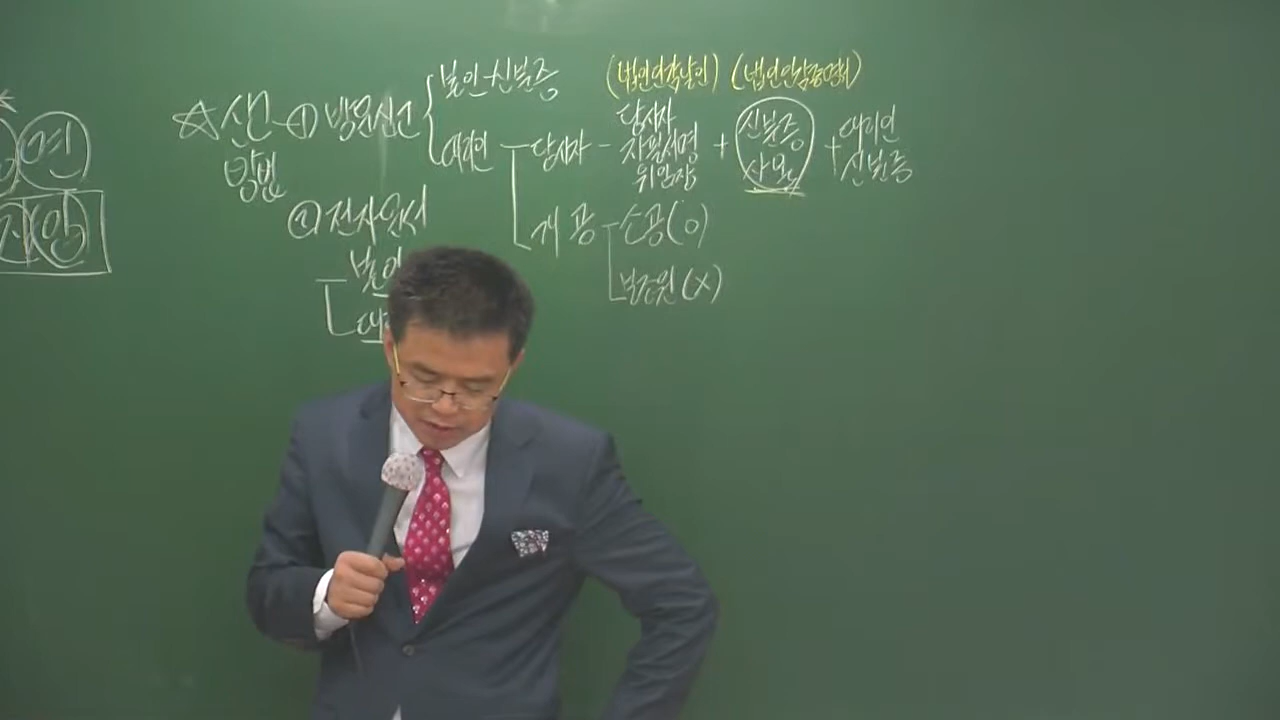 (법인인감날인) (법인인감증명서)
본인-신분증
☆신고 ① 방문신고
방법
대리인 당사자 - 당사자 자필서명 위임장 + 신분증 사본 + 대리인 신분증
② 전자문서
본인
개공 소공(O)
보조원(X)